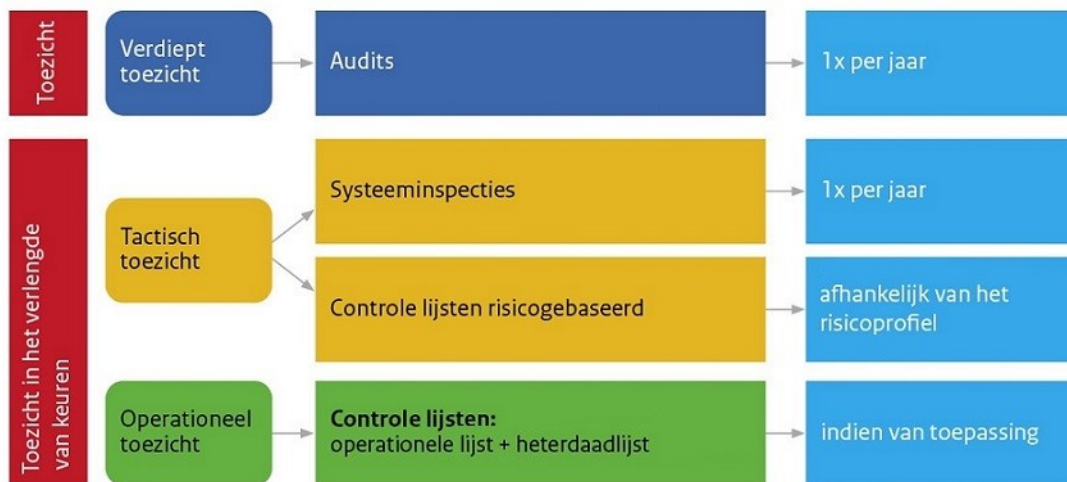 Toezicht
Verdiept
toezicht
Audits
1x per jaar
Toezicht in het verlengde
van keuren
Tactisch
toezicht
Systeeminspecties
1x per jaar
Controle lijsten risicogebaseerd
afhankelijk van het
risicoprofiel
Operationeel
toezicht
Controle lijsten:
operationele lijst + heterdaadlijst
indien van toepassing